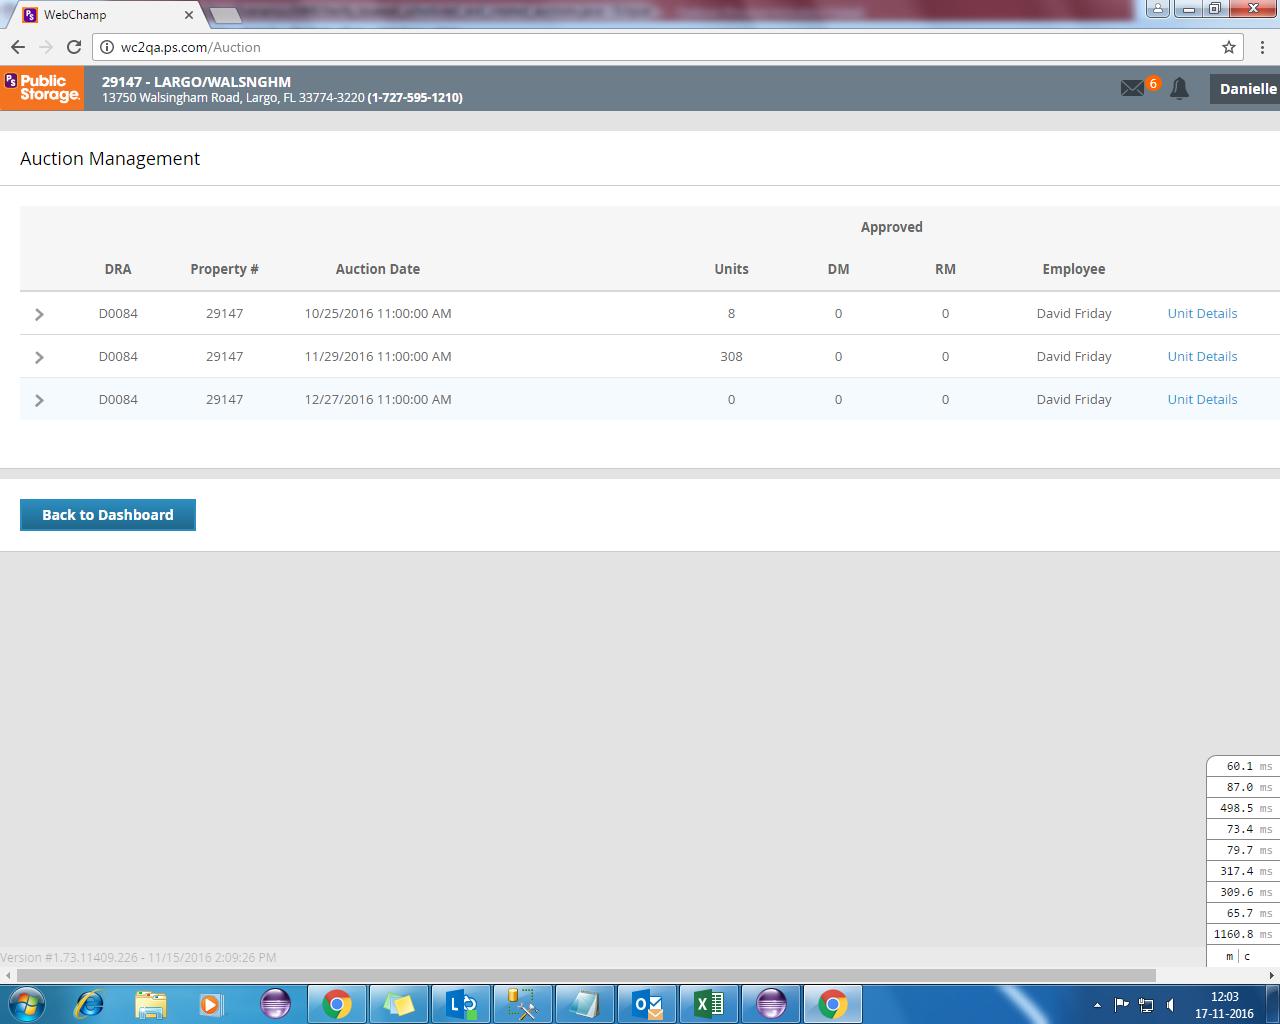 WebChamp
wc2qa.ps.com/Auction
PS Public Storage.
29147 - LARGO/WALSNGHM
13750 Walsingham Road, Largo, FL 33774-3220 (1-727-595-1210)
6
Danielle
Auction Management
Approved
DRA Property # Auction Date Units DM RM Employee
D0084 29147 10/25/2016 11:00:00 AM 8 0 0 David Friday Unit Details
D0084 29147 11/29/2016 11:00:00 AM 308 0 0 David Friday Unit Details
D0084 29147 12/27/2016 11:00:00 AM 0 0 0 David Friday Unit Details
Back to Dashboard
60.1 ms
87.0 ms
498.5 ms
73.4 ms
79.7 ms
317.4 ms
309.6 ms
65.7 ms
1160.8 ms
m | c
Version #1.73.11409.226 - 11/15/2016 2:09:26 PM
12:03
17-11-2016